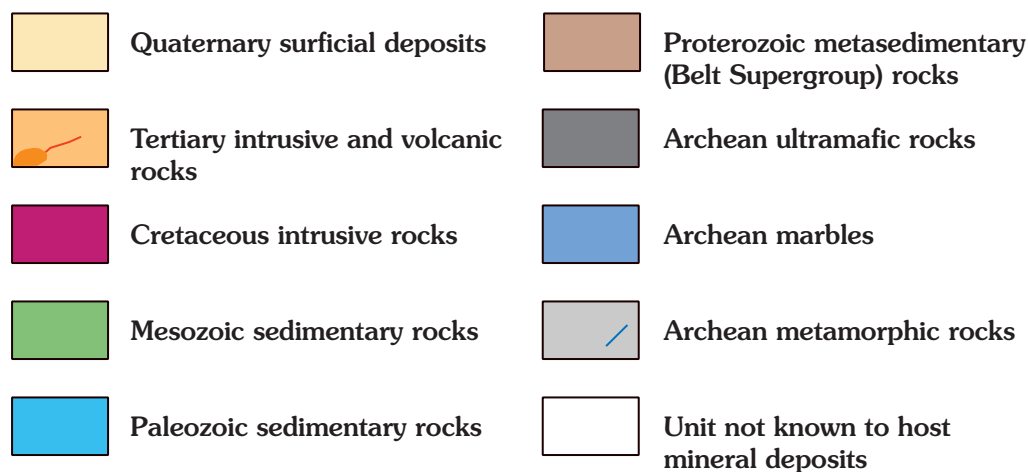 Quaternary surficial deposits
Tertiary intrusive and volcanic
rocks
Cretaceous intrusive rocks
Mesozoic sedimentary rocks
Paleozoic sedimentary rocks
Proterozoic metasedimentary
(Belt Supergroup) rocks
Archean ultramafic rocks
Archean marbles
Archean metamorphic rocks
Unit not known to host
mineral deposits